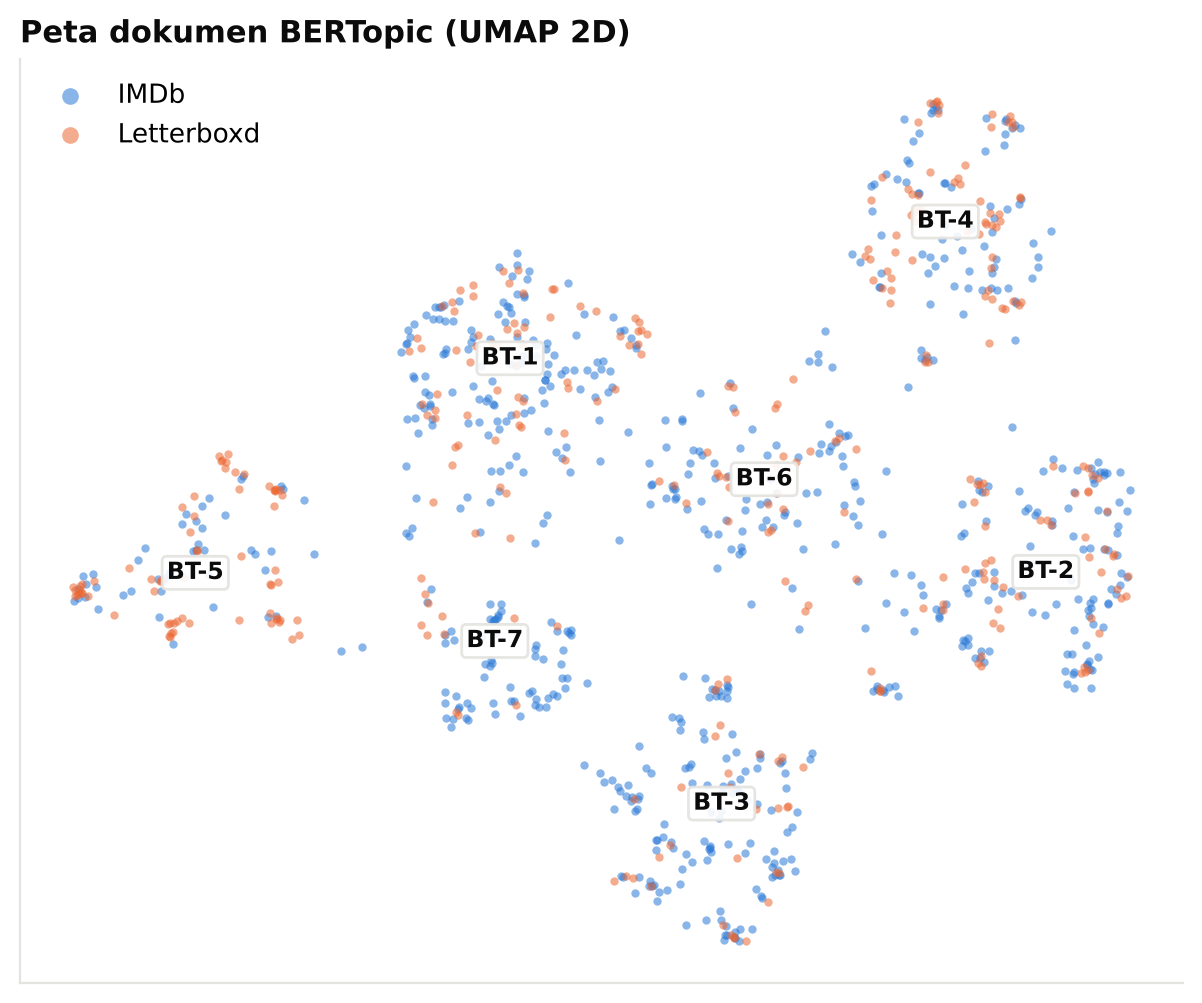 Peta dokumen BERTopic (UMAP 2D)
IMDb
Letterboxd
BT-4
BT-1
BT-6
BT-5
BT-2
BT-7
BT-3